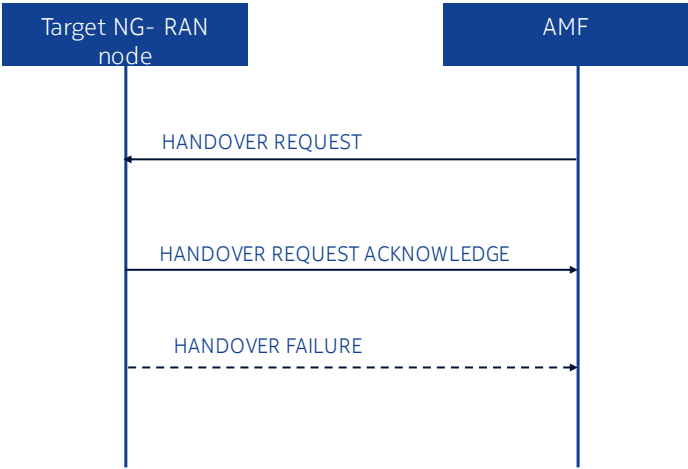 Target NG- RAN
node
AMF
HANDOVER REQUEST
HANDOVER REQUEST ACKNOWLEDGE
HANDOVER FAILURE